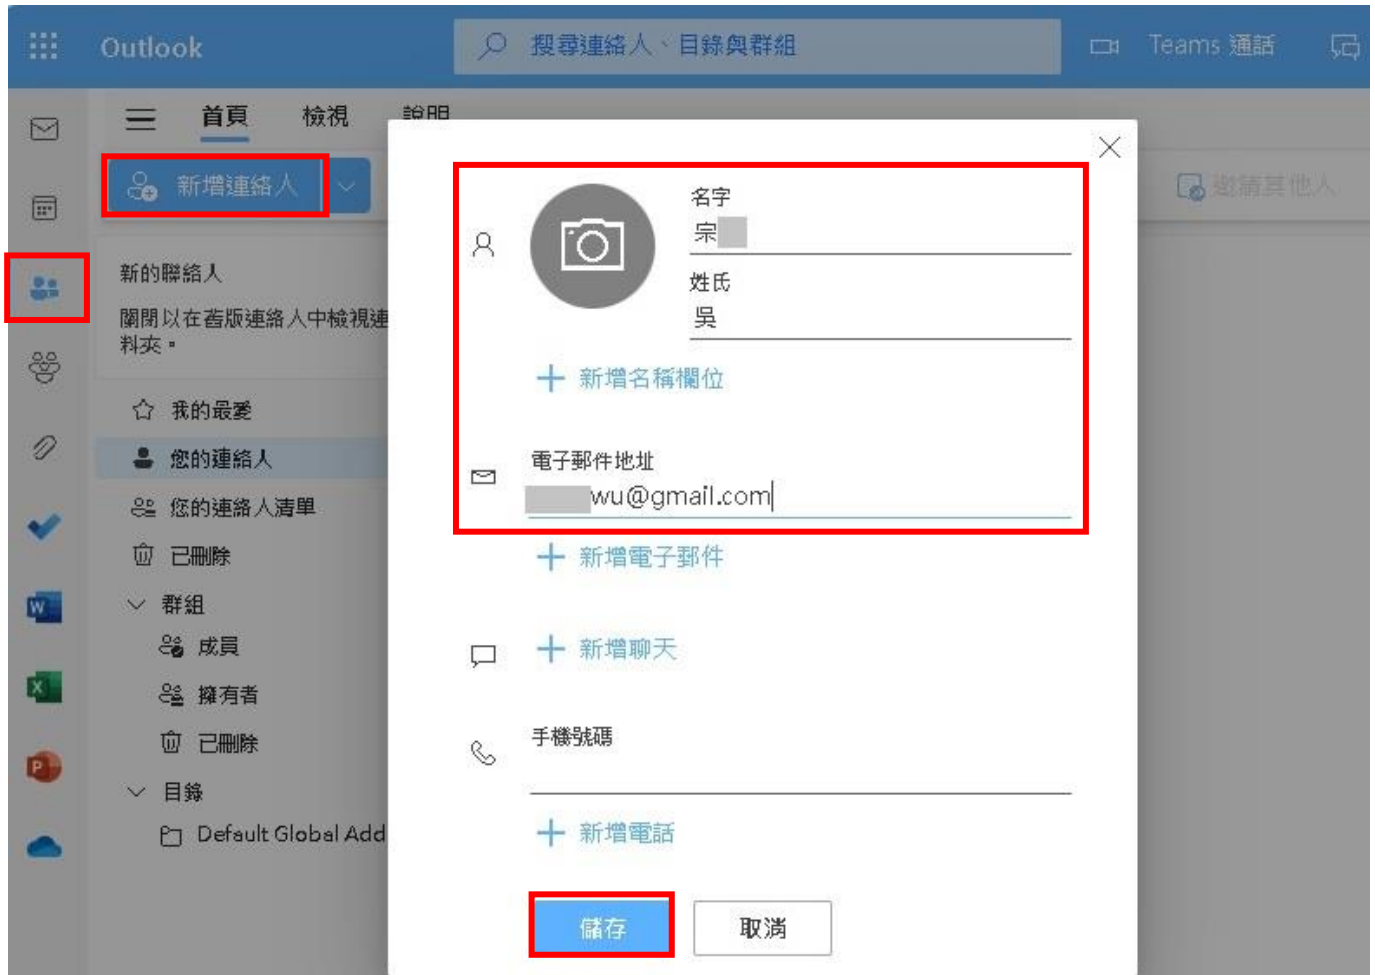 Outlook
搜尋連絡人、目錄與群組
Teams 通話
首頁 檢視 說明
新增連絡人
邀請其他人
新的聯絡人
關閉以在舊版連絡人中檢視連
料夾。
我的最愛
您的連絡人
您的連絡人清單
已刪除
群組
成員
擁有者
已刪除
目錄
Default Global Add
名字
宗
姓氏
吳
新增名稱欄位
電子郵件地址
wu@gmail.com
新增電子郵件
新增聊天
手機號碼
新增電話
儲存 取消